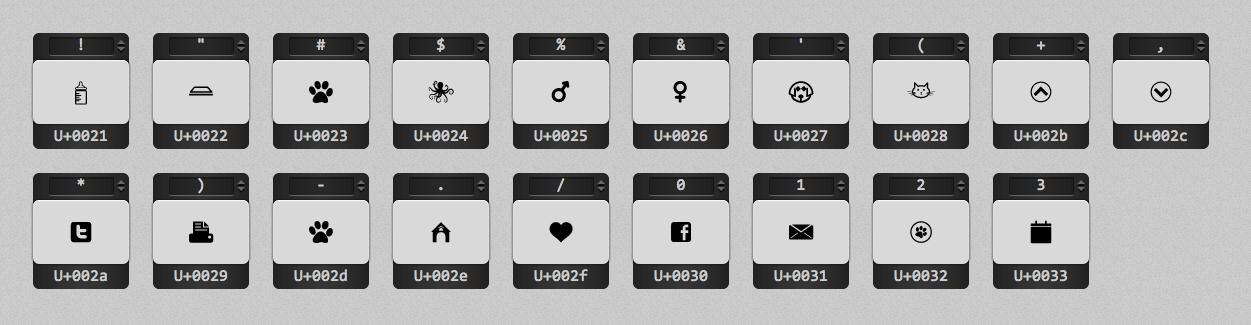 ! " # $ % & ' ( + ,
U+0021 U+0022 U+0023 U+0024 U+0025 U+0026 U+0027 U+0028 U+002b U+002c
* ) - . / 0 1 2 3
U+002a U+0029 U+002d U+002e U+002f U+0030 U+0031 U+0032 U+0033